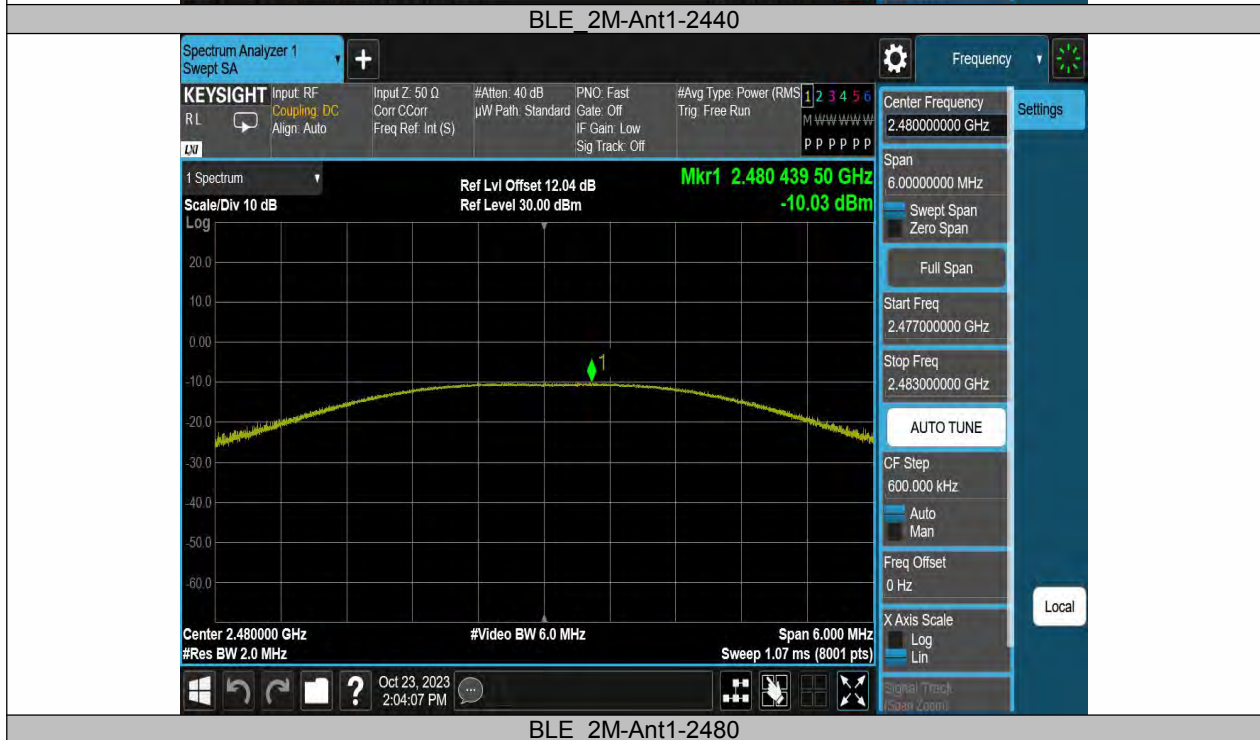 BLE_2M-Ant1-2440
Spectrum Analyzer 1
Swept SA
+
Frequency
KEYSIGHT
RL
LXI
Input: RF
Coupling: DC
Align: Auto
Input Z: 50 Ω
Corr CCorr
Freq Ref: Int (S)
#Atten: 40 dB
µW Path: Standard
PNO: Fast
Gate: Off
IF Gain: Low
Sig Track: Off
#Avg Type: Power (RMS
Trig: Free Run
1 2 3 4 5 6
M W W W W W
P P P P P P
Center Frequency
2.480000000 GHz
Settings
Span
6.00000000 MHz
Swept Span
Zero Span
Full Span
Start Freq
2.477000000 GHz
Stop Freq
2.483000000 GHz
AUTO TUNE
CF Step
600.000 kHz
Auto
Man
Freq Offset
0 Hz
X Axis Scale
Log
Lin
Signal Track
(Span Zoom)
Local
1 Spectrum
Scale/Div 10 dB
Ref Lvl Offset 12.04 dB
Ref Level 30.00 dBm
Mkr1 2.480 439 50 GHz
-10.03 dBm
Log
20.0
10.0
0.00
-10.0
-20.0
-30.0
-40.0
-50.0
-60.0
1
Center 2.480000 GHz
#Video BW 6.0 MHz
Span 6.000 MHz
#Res BW 2.0 MHz
Sweep 1.07 ms (8001 pts)
?
Oct 23, 2023
2:04:07 PM
BLE_2M-Ant1-2480